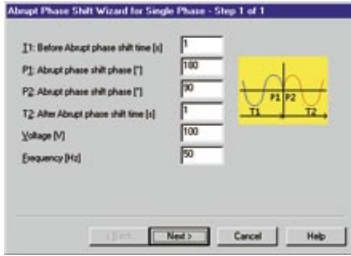 Abrupt Phase Shift Wizard for Single Phase - Step 1 of 1
T1: Before Abrupt phase shift time [s] 1
P1: Abrupt phase shift phase [°] 180
P2: Abrupt phase shift phase [°] 90
T2: After Abrupt phase shift time [s] 1
Voltage [V] 100
Frequency [Hz] 50
P1 P2
T1 T2
< Back Next > Cancel Help